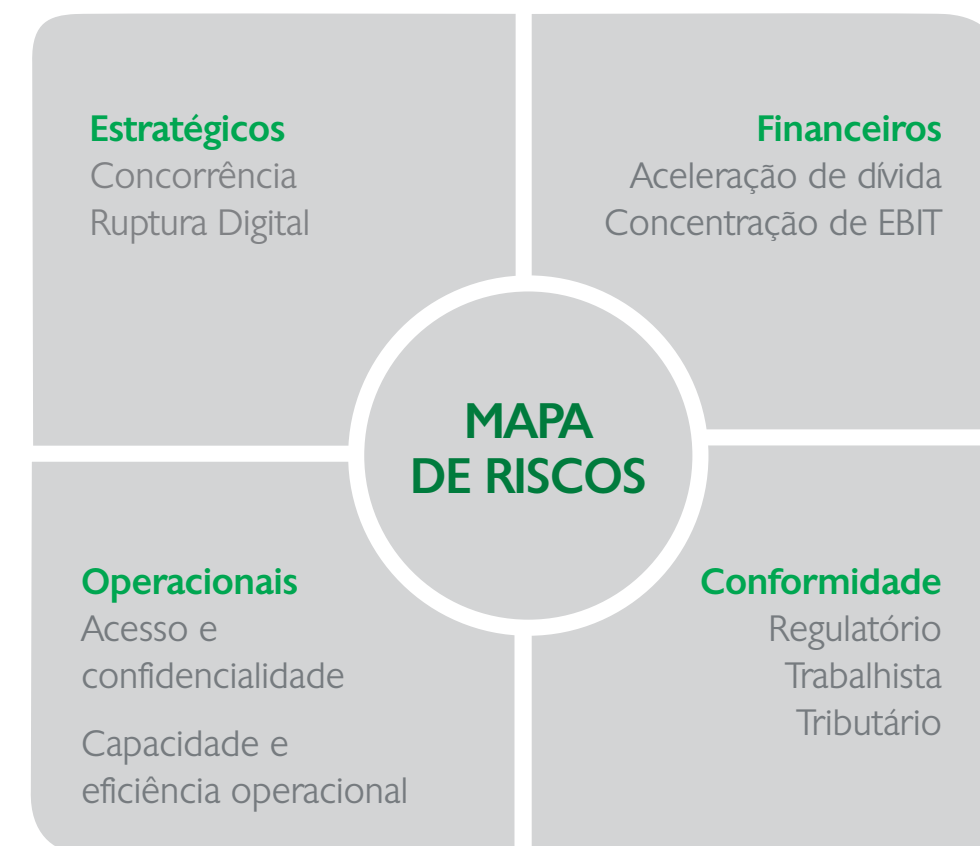 Estratégicos
Concorrência
Ruptura Digital
Financeiros
Aceleração de dívida
Concentração de EBIT
MAPA
DE RISCOS
Operacionais
Acesso e
confidencialidade
Capacidade e
eficiência operacional
Conformidade
Regulatório
Trabalhista
Tributário